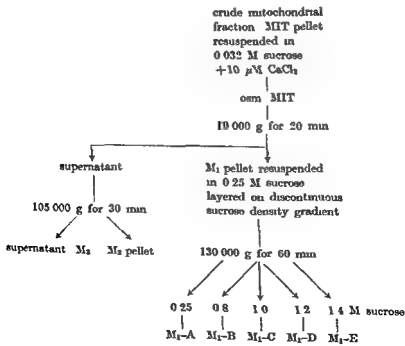 crude mitochondrial
fraction MIT pellet
resuspended in
0 032 M sucrose
+10 μM CaCl₂
osm MIT
10 000 g for 20 min
supernatant
M₁ pellet resuspended
in 0 25 M sucrose
layered on discontinuous
sucrose density gradient
105 000 g for 30 min
supernatant M₃ M₂ pellet
130 000 g for 60 min
0 25 0 8 1 0 1 2 1 4 M sucrose
M₁-A M₁-B M₁-C M₁-D M₁-E